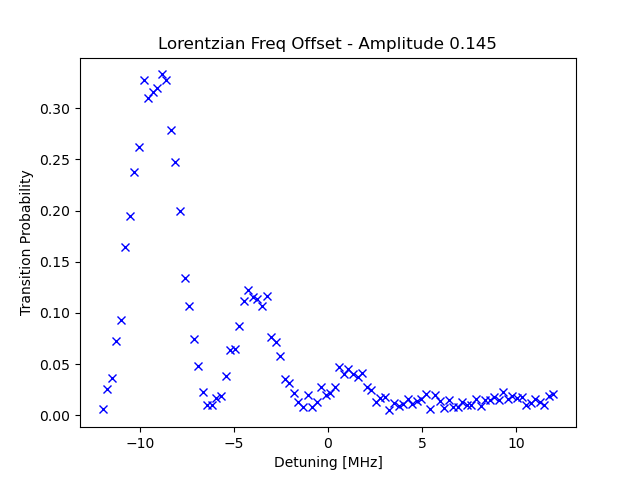 Lorentzian Freq Offset - Amplitude 0.145
Transition Probability
0.30
0.25
0.20
0.15
0.10
0.05
0.00
−10 −5 0 5 10
Detuning [MHz]